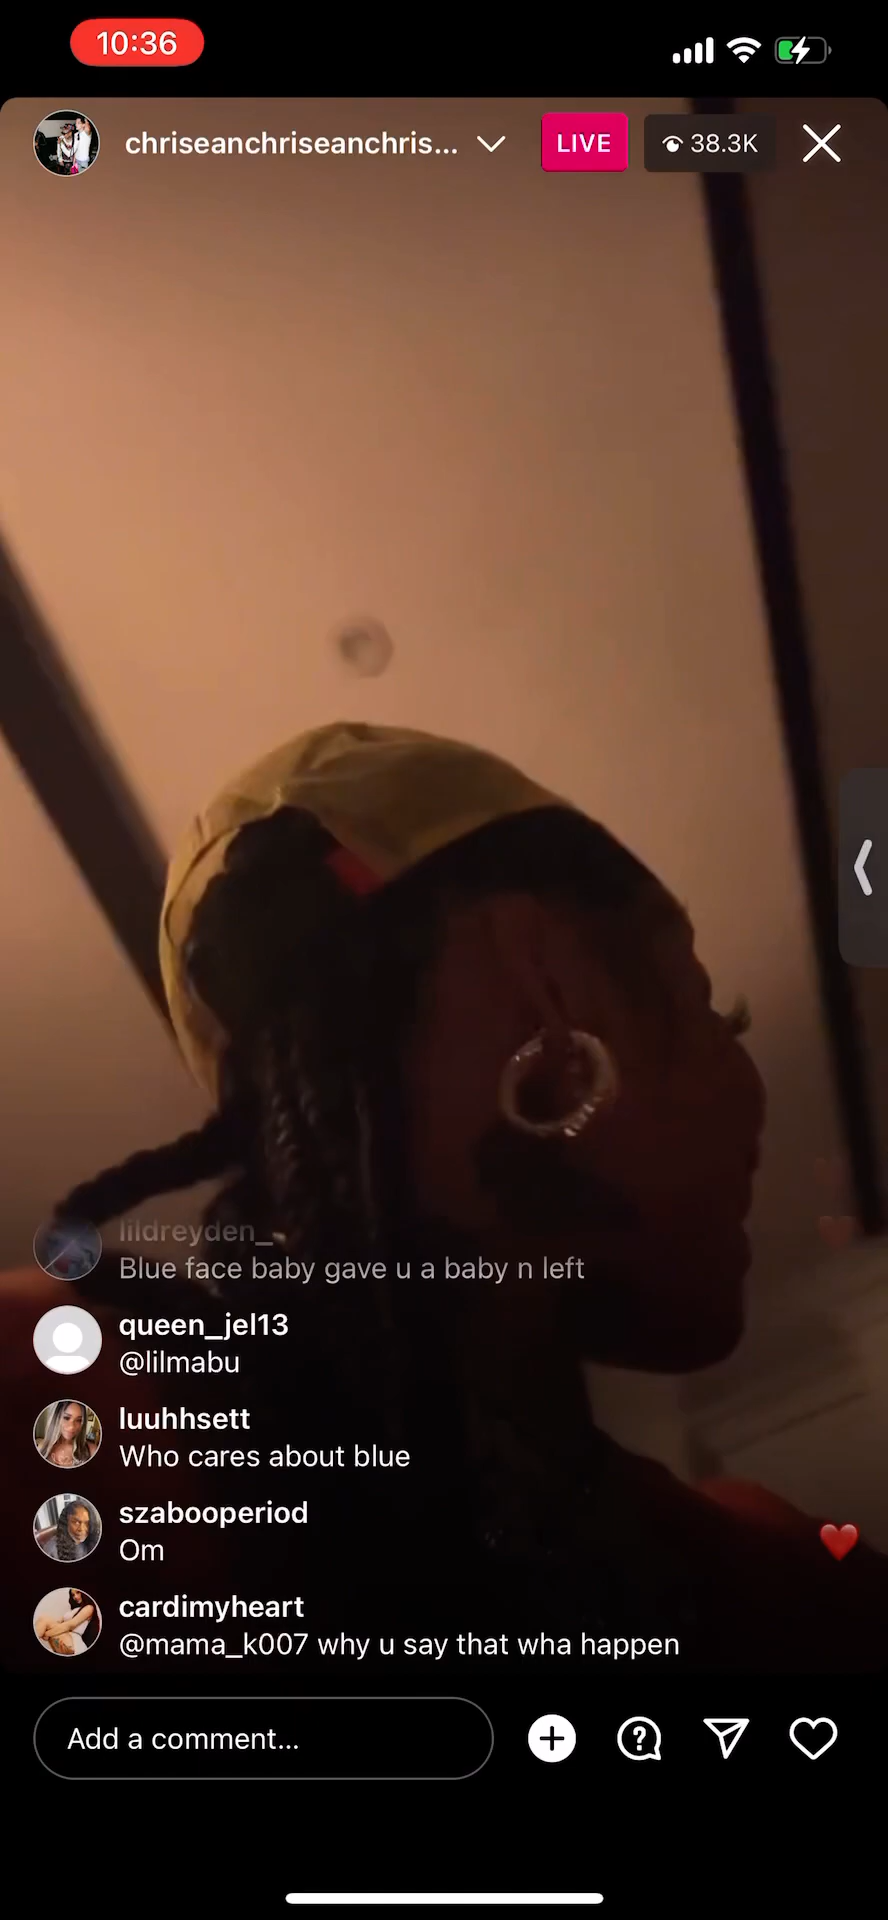 10:36
chriseanchriseanchris...
LIVE
38.3K
lildreyden_
Blue face baby gave u a baby n left
queen_jel13
@lilmabu
luuhhsett
Who cares about blue
szabooperiod
Om
cardimyheart
@mama_k007 why u say that wha happen
Add a comment...